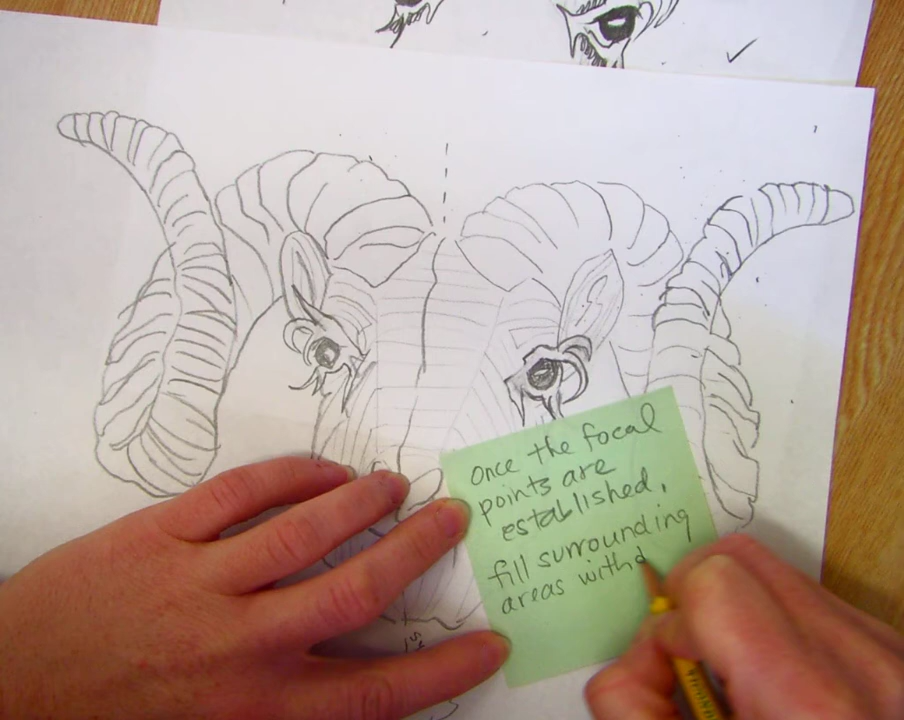 once the focal
points are
established,
fill surrounding
areas with d